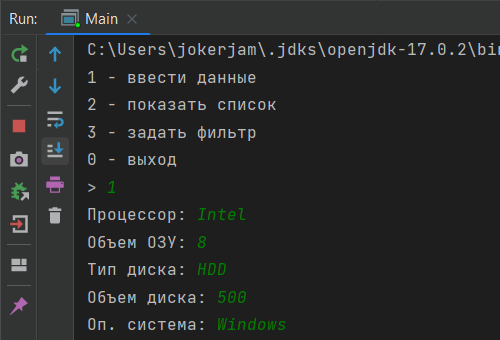 Run: Main
C:\Users\jokerjam\.jdks\openjdk-17.0.2\bin
1 - ввести данные
2 - показать список
3 - задать фильтр
0 - выход
> 1
Процессор: Intel
Объем ОЗУ: 8
Тип диска: HDD
Объем диска: 500
Оп. система: Windows